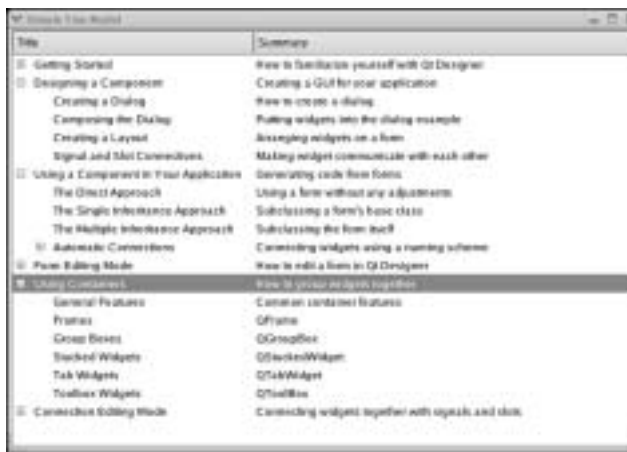 Simple Tree Model
Title Summary
Getting Started How to familiarize yourself with Qt Designer
Designing a Component Creating a GUI for your application
Creating a Dialog How to create a dialog
Composing the Dialog Putting widgets into the dialog example
Creating a Layout Arranging widgets on a form
Signal and Slot Connections Making widget communicate with each other
Using a Component in Your Application Generating code from forms
The Direct Approach Using a form without any adjustments
The Single Inheritance Approach Subclassing a form's base class
The Multiple Inheritance Approach Subclassing the form itself
Automatic Connections Connecting widgets using a naming scheme
Form Editing Mode How to edit a form in Qt Designer
Using Containers How to group widgets together
General Features Common container features
Frames QFrame
Group Boxes QGroupBox
Stacked Widgets QStackedWidget
Tab Widgets QTabWidget
Toolbox Widgets QToolBox
Connection Editing Mode Connecting widgets together with signals and slots